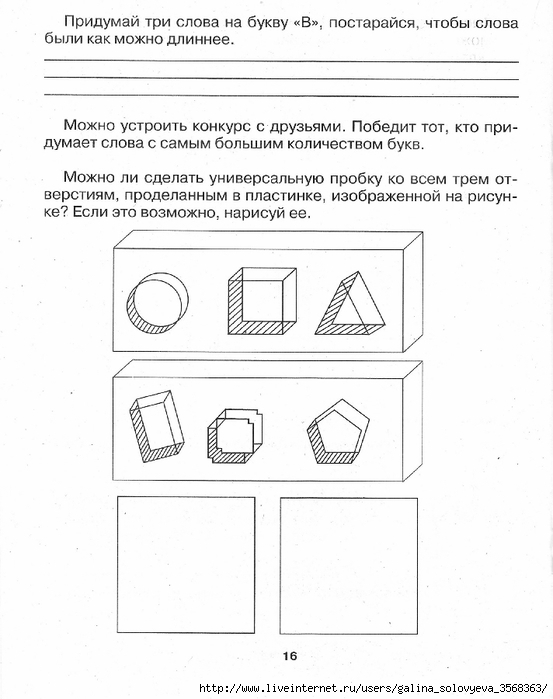 Придумай три слова на букву «В», постарайся, чтобы слова
были как можно длиннее.
Можно устроить конкурс с друзьями. Победит тот, кто при-
думает слова с самым большим количеством букв.
Можно ли сделать универсальную пробку ко всем трем от-
верстиям, проделанным в пластинке, изображенной на рисун-
ке? Если это возможно, нарисуй ее.
16
http://www.liveinternet.ru/users/galina_solovyeva_3568363/